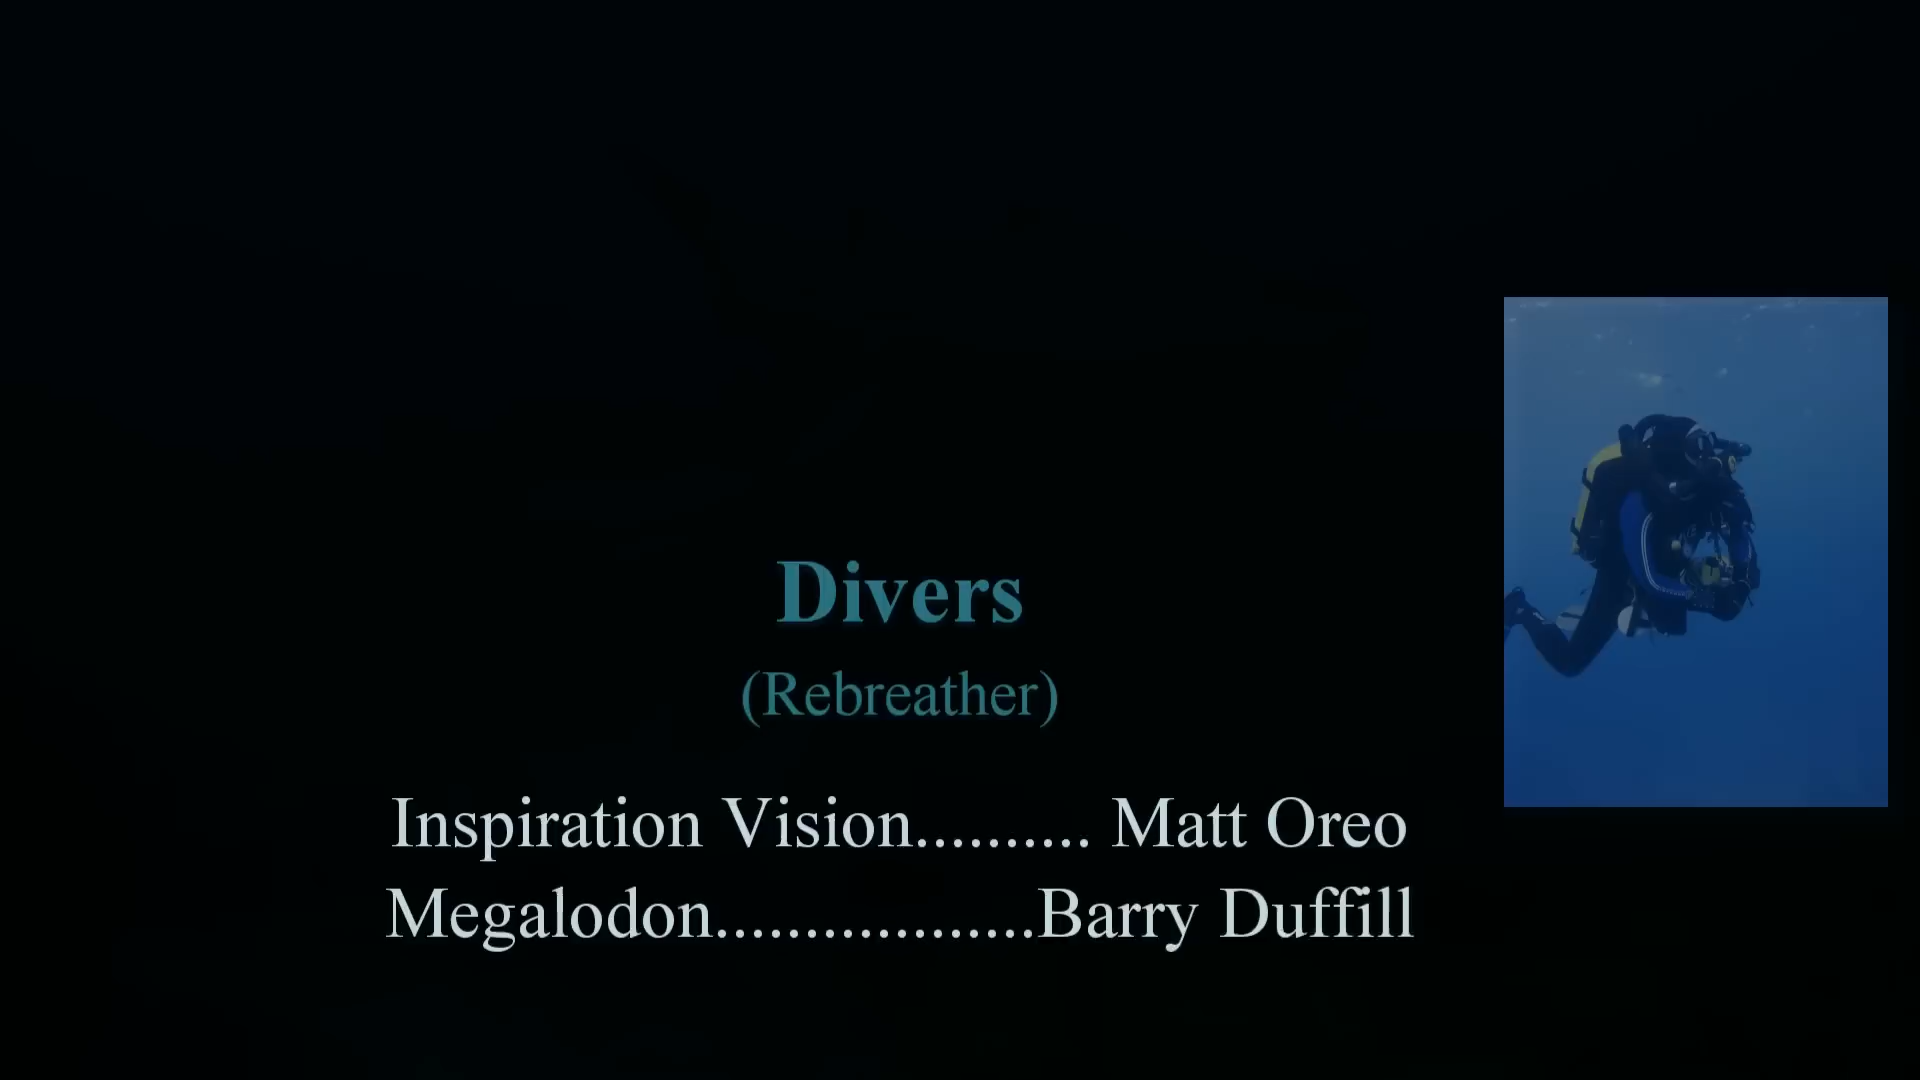 Divers
(Rebreather)
Inspiration Vision.......... Matt Oreo
Megalodon..................Barry Duffill